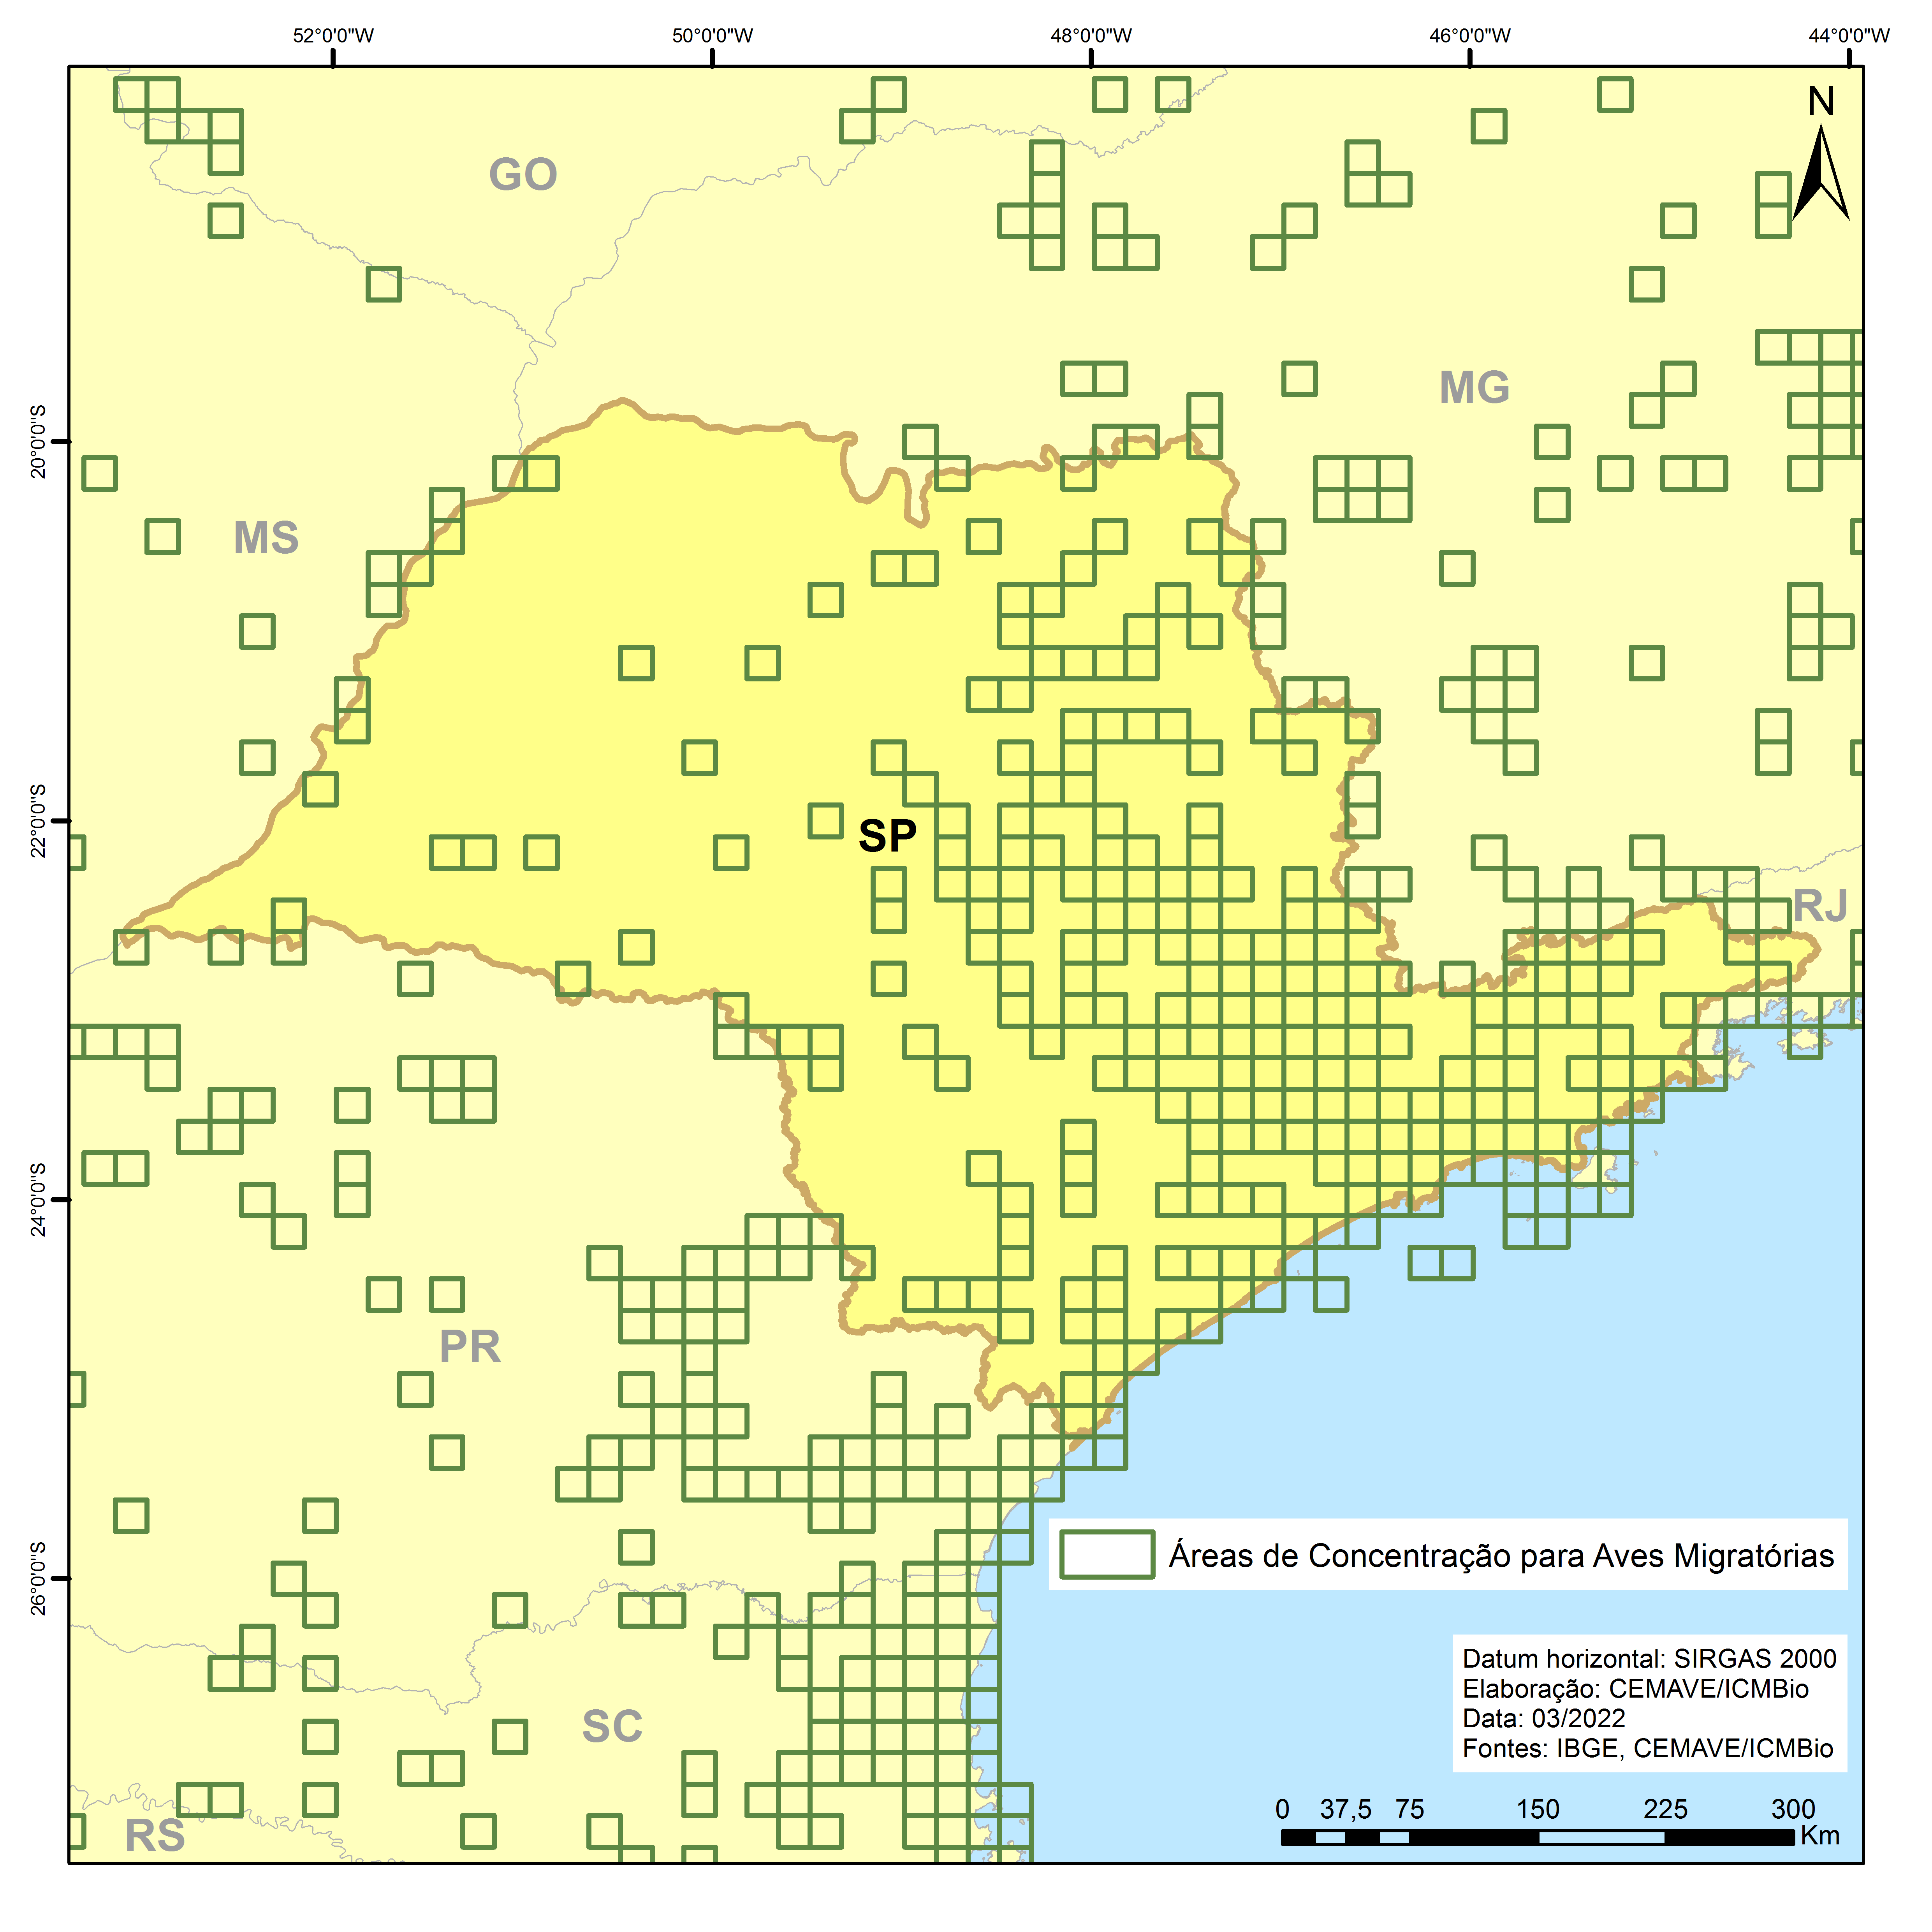 52°0'0"W
50°0'0"W
48°0'0"W
46°0'0"W
44°0'0"W
N
GO
MG
20°0'0"S
MS
22°0'0"S
SP
RJ
24°0'0"S
PR
26°0'0"S
Áreas de Concentração para Aves Migratórias
Datum horizontal: SIRGAS 2000
Elaboração: CEMAVE/ICMBio
Data: 03/2022
Fontes: IBGE, CEMAVE/ICMBio
SC
RS
0 37,5 75 150 225 300
Km